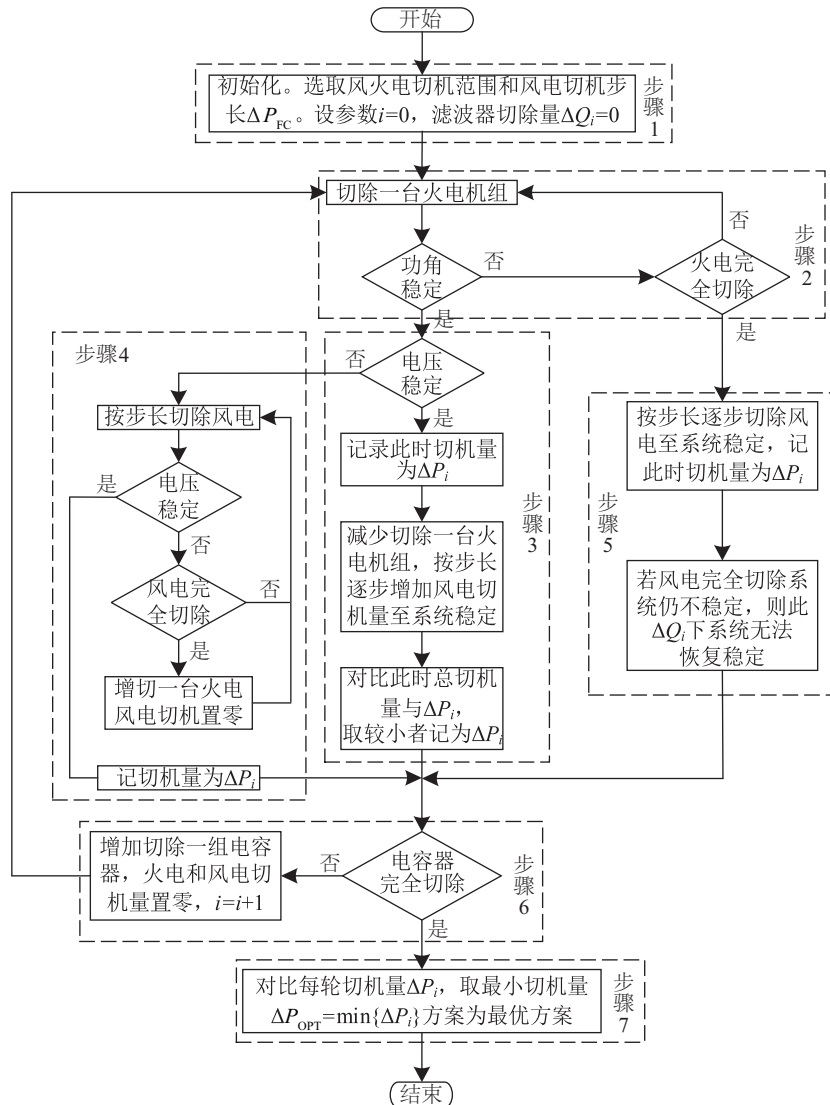 开始
初始化。选取风火电切机范围和风电切机步
长ΔP_FC。设参数i=0，滤波器切除量ΔQ_i=0
步
骤
1
切除一台火电机组
否
步
骤
2
功角
稳定
否
火电完
全切除
是
是
步骤4
否
电压
稳定
按步长切除风电
是
按步长逐步切除风
电至系统稳定，记
此时切机量为ΔP_i
记录此时切机量
为ΔP_i
是
电压
稳定
步
骤
3
步
骤
5
否
减少切除一台火
电机组，按步长
逐步增加风电切
机量至系统稳定
风电完
全切除
否
若风电完全切除系
统仍不稳定，则此
ΔQ_i下系统无法
恢复稳定
是
增切一台火电
风电切机置零
对比此时总切机
量与ΔP_i，
取较小者记为ΔP_i
记切机量为ΔP_i
增加切除一组电容
器，火电和风电切
机量置零，i=i+1
否
电容器
完全切除
步
骤
6
是
对比每轮切机量ΔP_i，取最小切机量
ΔP_OPT=min{ΔP_i}方案为最优方案
步
骤
7
结束